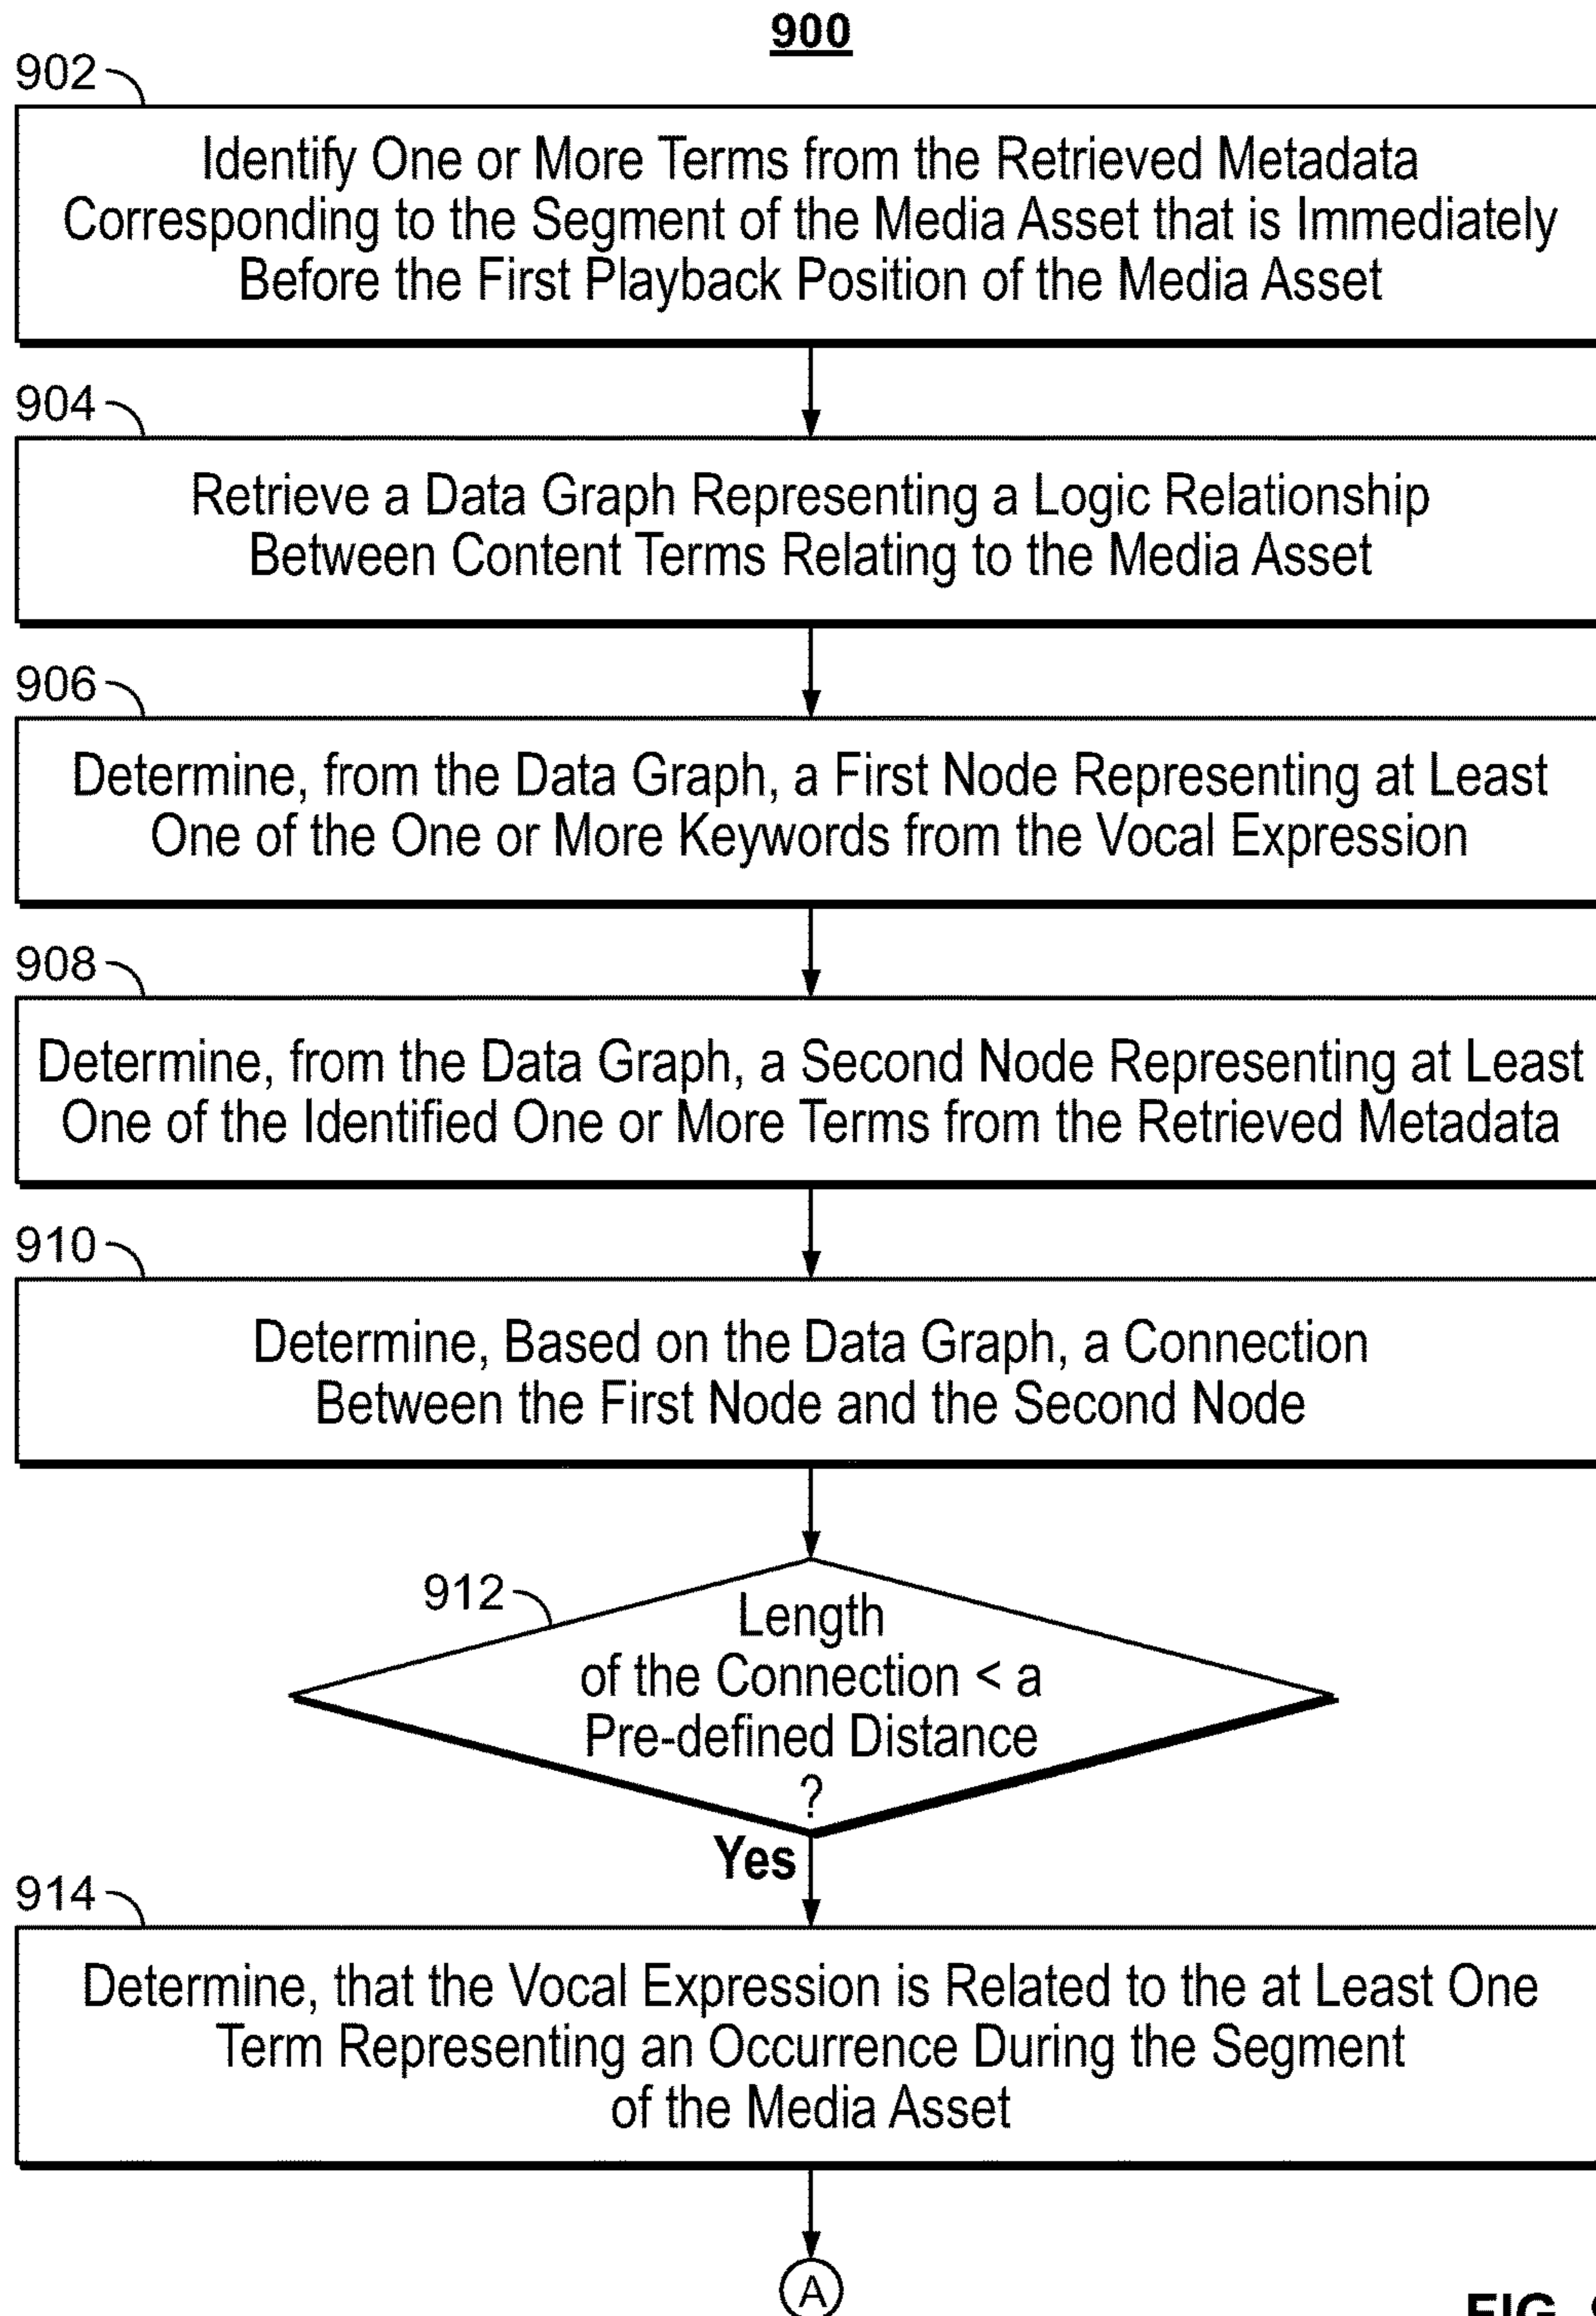 900
902
Identify One or More Terms from the Retrieved Metadata
Corresponding to the Segment of the Media Asset that is Immediately
Before the First Playback Position of the Media Asset
904
Retrieve a Data Graph Representing a Logic Relationship
Between Content Terms Relating to the Media Asset
906
Determine, from the Data Graph, a First Node Representing at Least
One of the One or More Keywords from the Vocal Expression
908
Determine, from the Data Graph, a Second Node Representing at Least
One of the Identified One or More Terms from the Retrieved Metadata
910
Determine, Based on the Data Graph, a Connection
Between the First Node and the Second Node
912
Length
of the Connection < a
Pre-defined Distance
?
Yes
914
Determine, that the Vocal Expression is Related to the at Least One
Term Representing an Occurrence During the Segment
of the Media Asset
A
FIG.